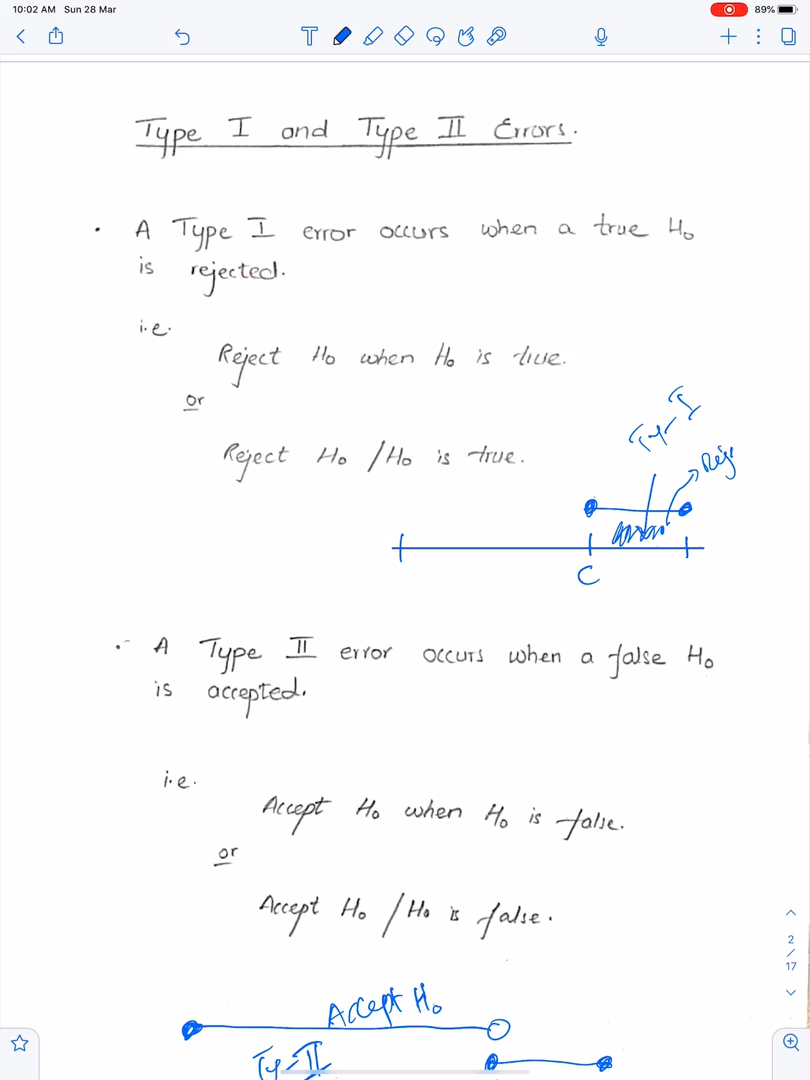 10:02 AM Sun 28 Mar
89%
Type I and Type II Errors.
• A Type I error occurs when a true H₀
is rejected.
i.e.
Reject H₀ when H₀ is true.
or
Reject H₀ / H₀ is true.
Ty-I
Rej
C
• A Type II error occurs when a false H₀
is accepted.
i.e.
Accept H₀ when H₀ is false.
or
Accept H₀ / H₀ is false.
Accept H₀
Ty-II
2
/
17